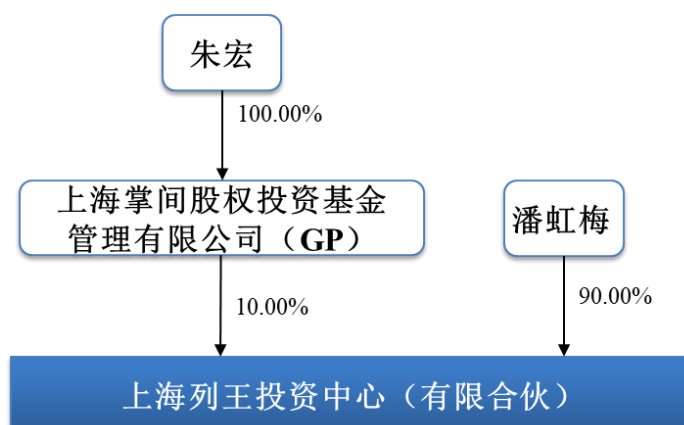 朱宏
100.00%
上海掌间股权投资基金
管理有限公司（GP）
潘虹梅
10.00%
90.00%
上海列王投资中心（有限合伙）